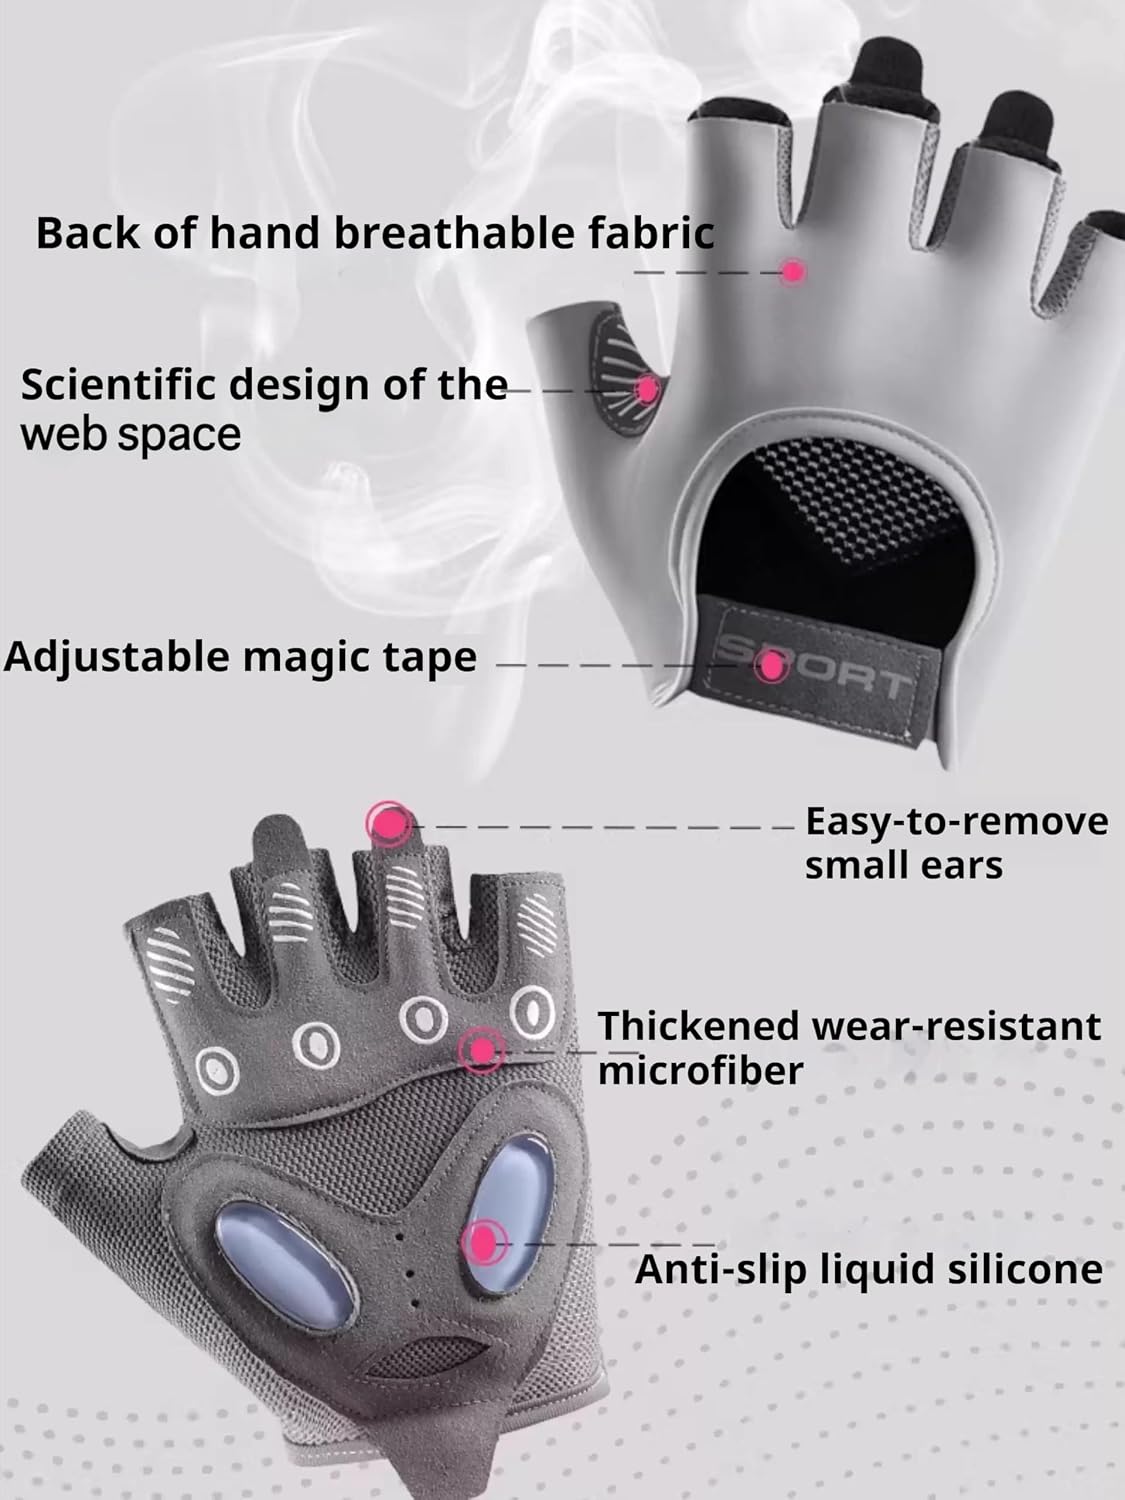 Back of hand breathable fabric
Scientific design of the
web space
Adjustable magic tape
SPORT
Easy-to-remove
small ears
Thickened wear-resistant
microfiber
Anti-slip liquid silicone